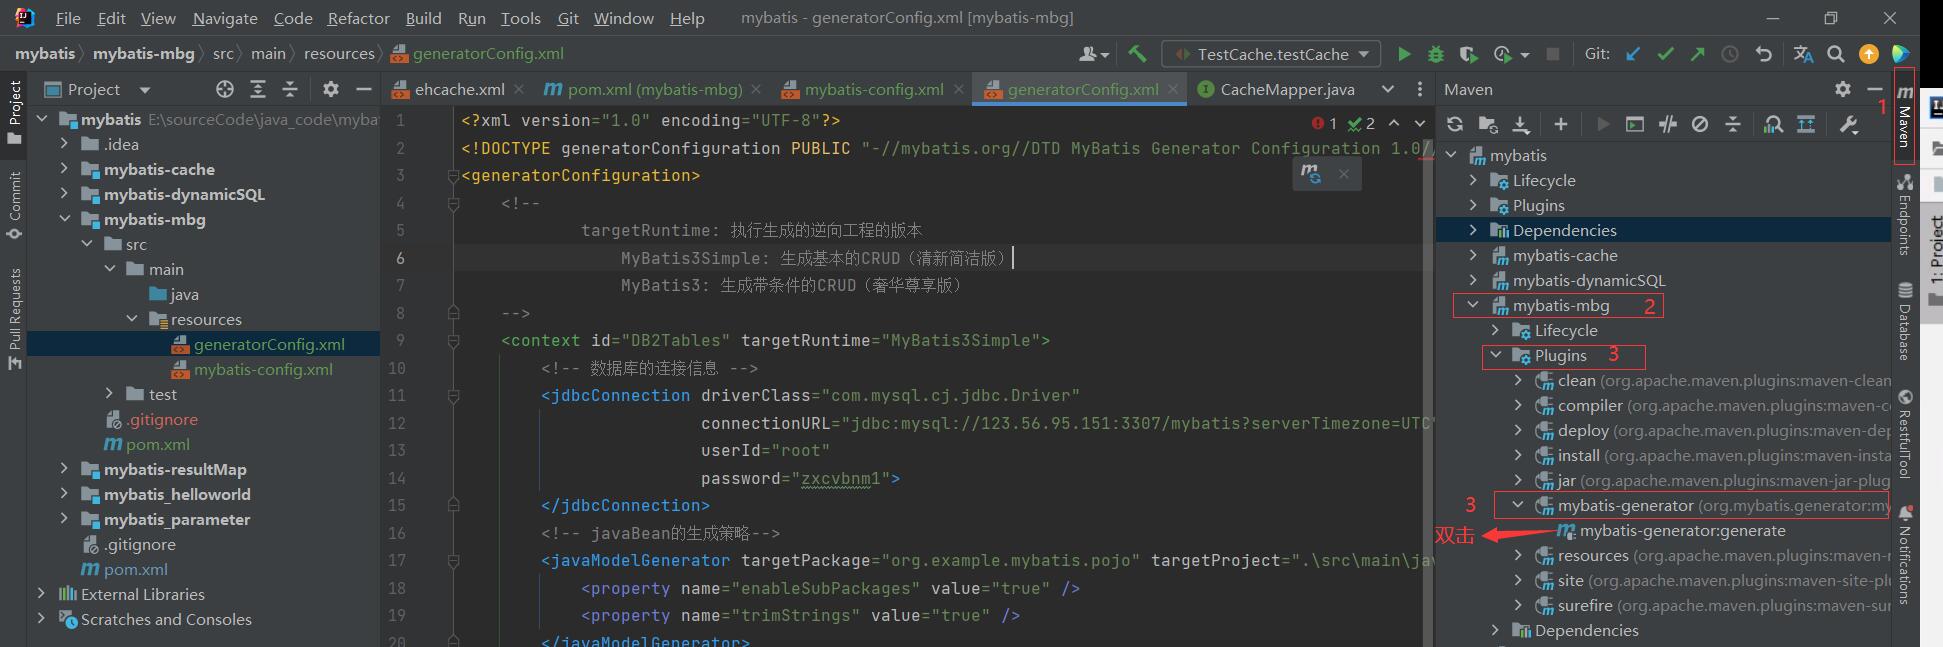 File Edit View Navigate Code Refactor Build Run Tools Git Window Help mybatis - generatorConfig.xml [mybatis-mbg]
mybatis mybatis-mbg src main resources generatorConfig.xml TestCache.testCache Git:
Project
ehcache.xml pom.xml (mybatis-mbg) mybatis-config.xml generatorConfig.xml CacheMapper.java
Maven
Project
Commit
Pull Requests
mybatis E:\sourceCode\java_code\mybat
.idea
mybatis-cache
mybatis-dynamicSQL
mybatis-mbg
src
main
java
resources
generatorConfig.xml
mybatis-config.xml
test
.gitignore
pom.xml
mybatis-resultMap
mybatis_helloworld
mybatis_parameter
.gitignore
pom.xml
External Libraries
Scratches and Consoles
1 <?xml version="1.0" encoding="UTF-8"?>
1 2
2 <!DOCTYPE generatorConfiguration PUBLIC "-//mybatis.org//DTD MyBatis Generator Configuration 1.0//
3 <generatorConfiguration>
4 <!--
5 targetRuntime: 执行生成的逆向工程的版本
6 MyBatis3Simple: 生成基本的CRUD（清新简洁版）
7 MyBatis3: 生成带条件的CRUD（奢华尊享版）
8 -->
9 <context id="DB2Tables" targetRuntime="MyBatis3Simple">
10 <!-- 数据库的连接信息 -->
11 <jdbcConnection driverClass="com.mysql.cj.jdbc.Driver"
12 connectionURL="jdbc:mysql://123.56.95.151:3307/mybatis?serverTimezone=UTC"
13 userId="root"
14 password="zxcvbnm1">
15 </jdbcConnection>
16 <!-- javaBean的生成策略-->
17 <javaModelGenerator targetPackage="org.example.mybatis.pojo" targetProject=".\src\main\jav
18 <property name="enableSubPackages" value="true" />
19 <property name="trimStrings" value="true" />
20 </javaModelGenerator>
mybatis
Lifecycle
Plugins
Dependencies
mybatis-cache
mybatis-dynamicSQL
mybatis-mbg 2
Lifecycle
Plugins 3
clean (org.apache.maven.plugins:maven-clean
compiler (org.apache.maven.plugins:maven-co
deploy (org.apache.maven.plugins:maven-dep
install (org.apache.maven.plugins:maven-insta
jar (org.apache.maven.plugins:maven-jar-plug
3 mybatis-generator (org.mybatis.generator:my
双击 mybatis-generator:generate
resources (org.apache.maven.plugins:maven-r
site (org.apache.maven.plugins:maven-site-plu
surefire (org.apache.maven.plugins:maven-sur
Dependencies
1
Maven
Endpoints
Database
RestfulTool
Notifications
1: Project